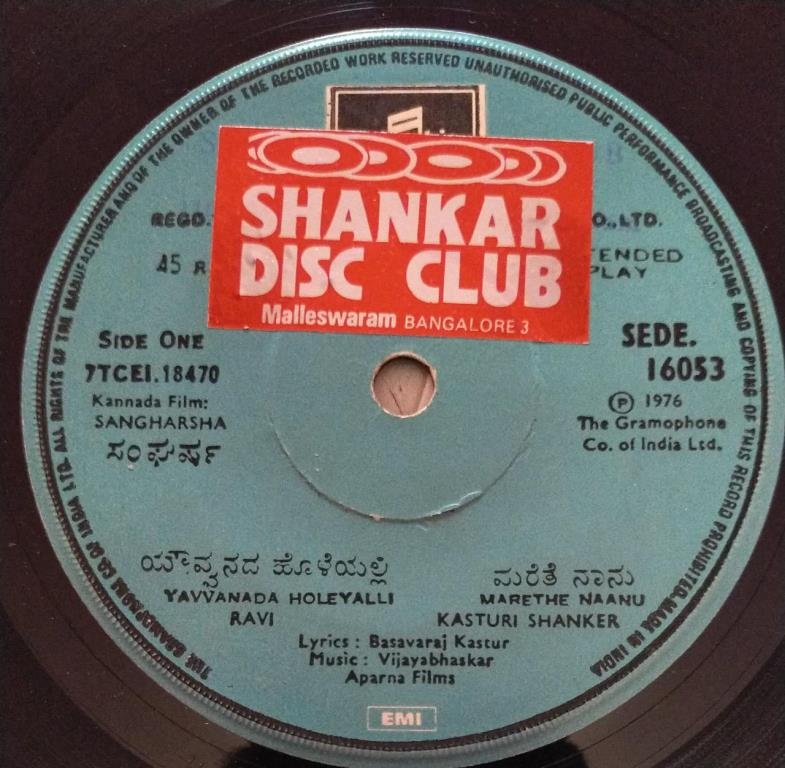 THE GRAMOPHONE CO. OF INDIA LTD. ALL RIGHTS OF THE MANUFACTURER AND OF THE OWNER OF THE RECORDED WORK RESERVED UNAUTHORISED PUBLIC PERFORMANCE BROADCASTING AND COPYING OF THIS RECORD PROHIBITED-MADE IN INDIA
SHANKAR
DISC CLUB
Malleswaram BANGALORE 3
REGD.
CO., LTD.
45
PLAY
SIDE ONE
7TCEI.18470
Kannada Film:
SANGHARSHA
ಸಂಘರ್ಷ
SEDE.
16053
Ⓟ 1976
The Gramophone
Co. of India Ltd.
ಯೌವ್ವನದ ಹೊಳೆಯಲ್ಲಿ
YAVVANADA HOLEYALLI
RAVI
ಮರೆತೆ ನಾನು
MARETHE NAANU
KASTURI SHANKER
Lyrics : Basavaraj Kastur
Music : Vijayabhaskar
Aparna Films
EMI